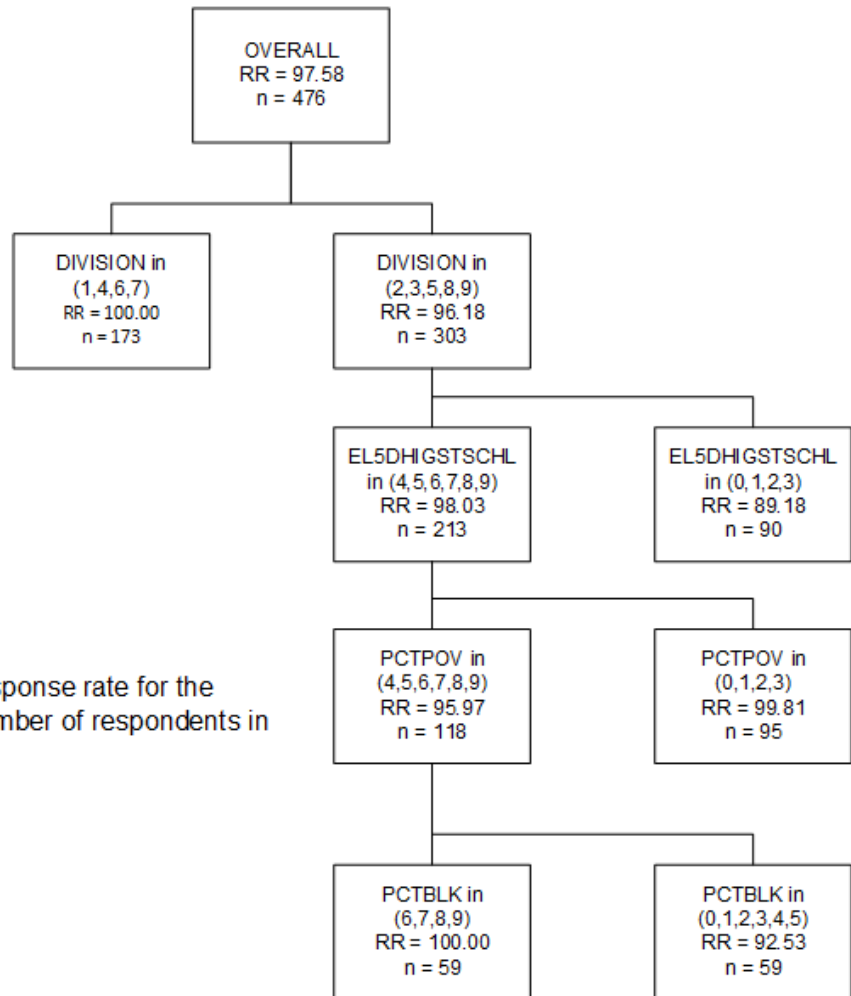 OVERALL
RR = 97.58
n = 476
DIVISION in
(1,4,6,7)
RR = 100.00
n = 173
DIVISION in
(2,3,5,8,9)
RR = 96.18
n = 303
EL5DHIGSTSCHL
in (4,5,6,7,8,9)
RR = 98.03
n = 213
EL5DHIGSTSCHL
in (0,1,2,3)
RR = 89.18
n = 90
PCTPOV in
(4,5,6,7,8,9)
RR = 95.97
n = 118
PCTPOV in
(0,1,2,3)
RR = 99.81
n = 95
sponse rate for the
mber of respondents in
PCTBLK in
(6,7,8,9)
RR = 100.00
n = 59
PCTBLK in
(0,1,2,3,4,5)
RR = 92.53
n = 59